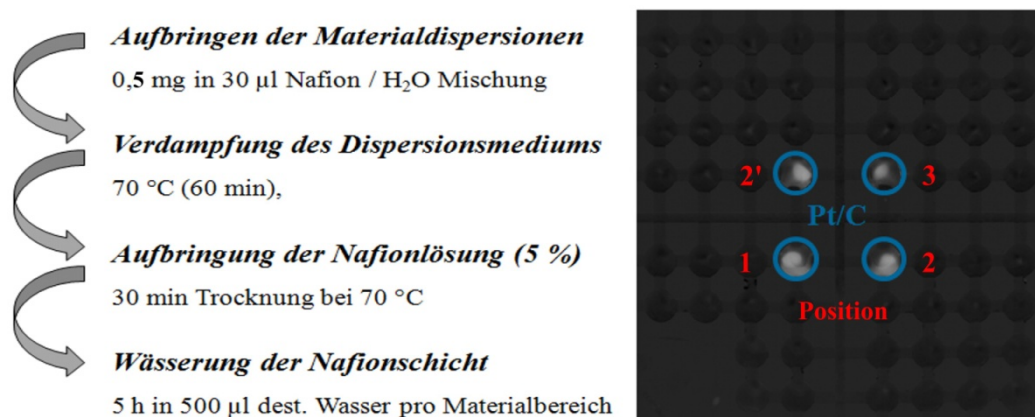 Aufbringen der Materialdispersionen
0,5 mg in 30 µl Nafion / H₂O Mischung
Verdampfung des Dispersionsmediums
70 °C (60 min),
Aufbringung der Nafionlösung (5 %)
30 min Trocknung bei 70 °C
Wässerung der Nafionschicht
5 h in 500 µl dest. Wasser pro Materialbereich
2' 3
Pt/C
1 2
Position